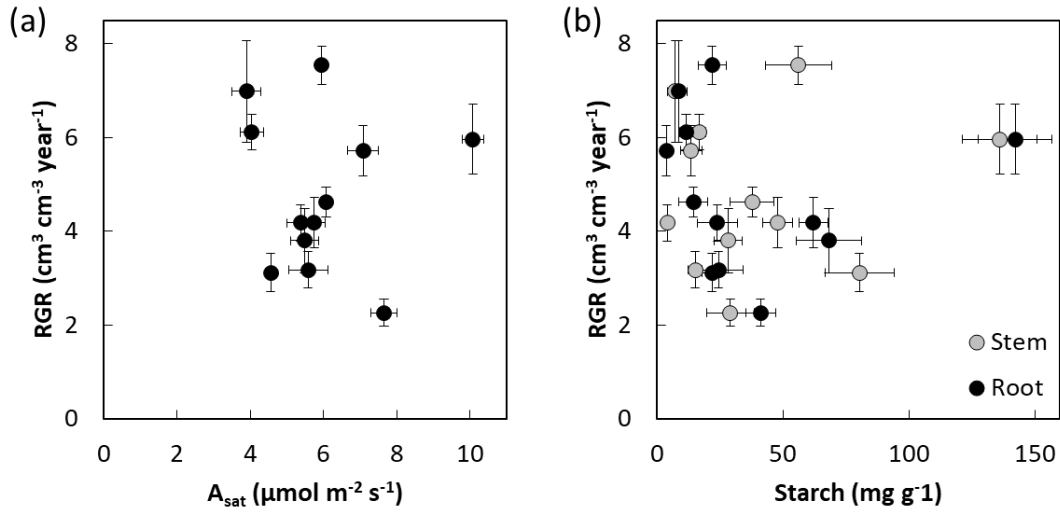 (a)
8
6
4
2
0
RGR (cm³ cm⁻³ year⁻¹)
0 2 4 6 8 10
Aₛₐₜ (µmol m⁻² s⁻¹)
(b)
8
6
4
2
0
RGR (cm³ cm⁻³ year⁻¹)
Stem
Root
0 50 100 150
Starch (mg g⁻1)